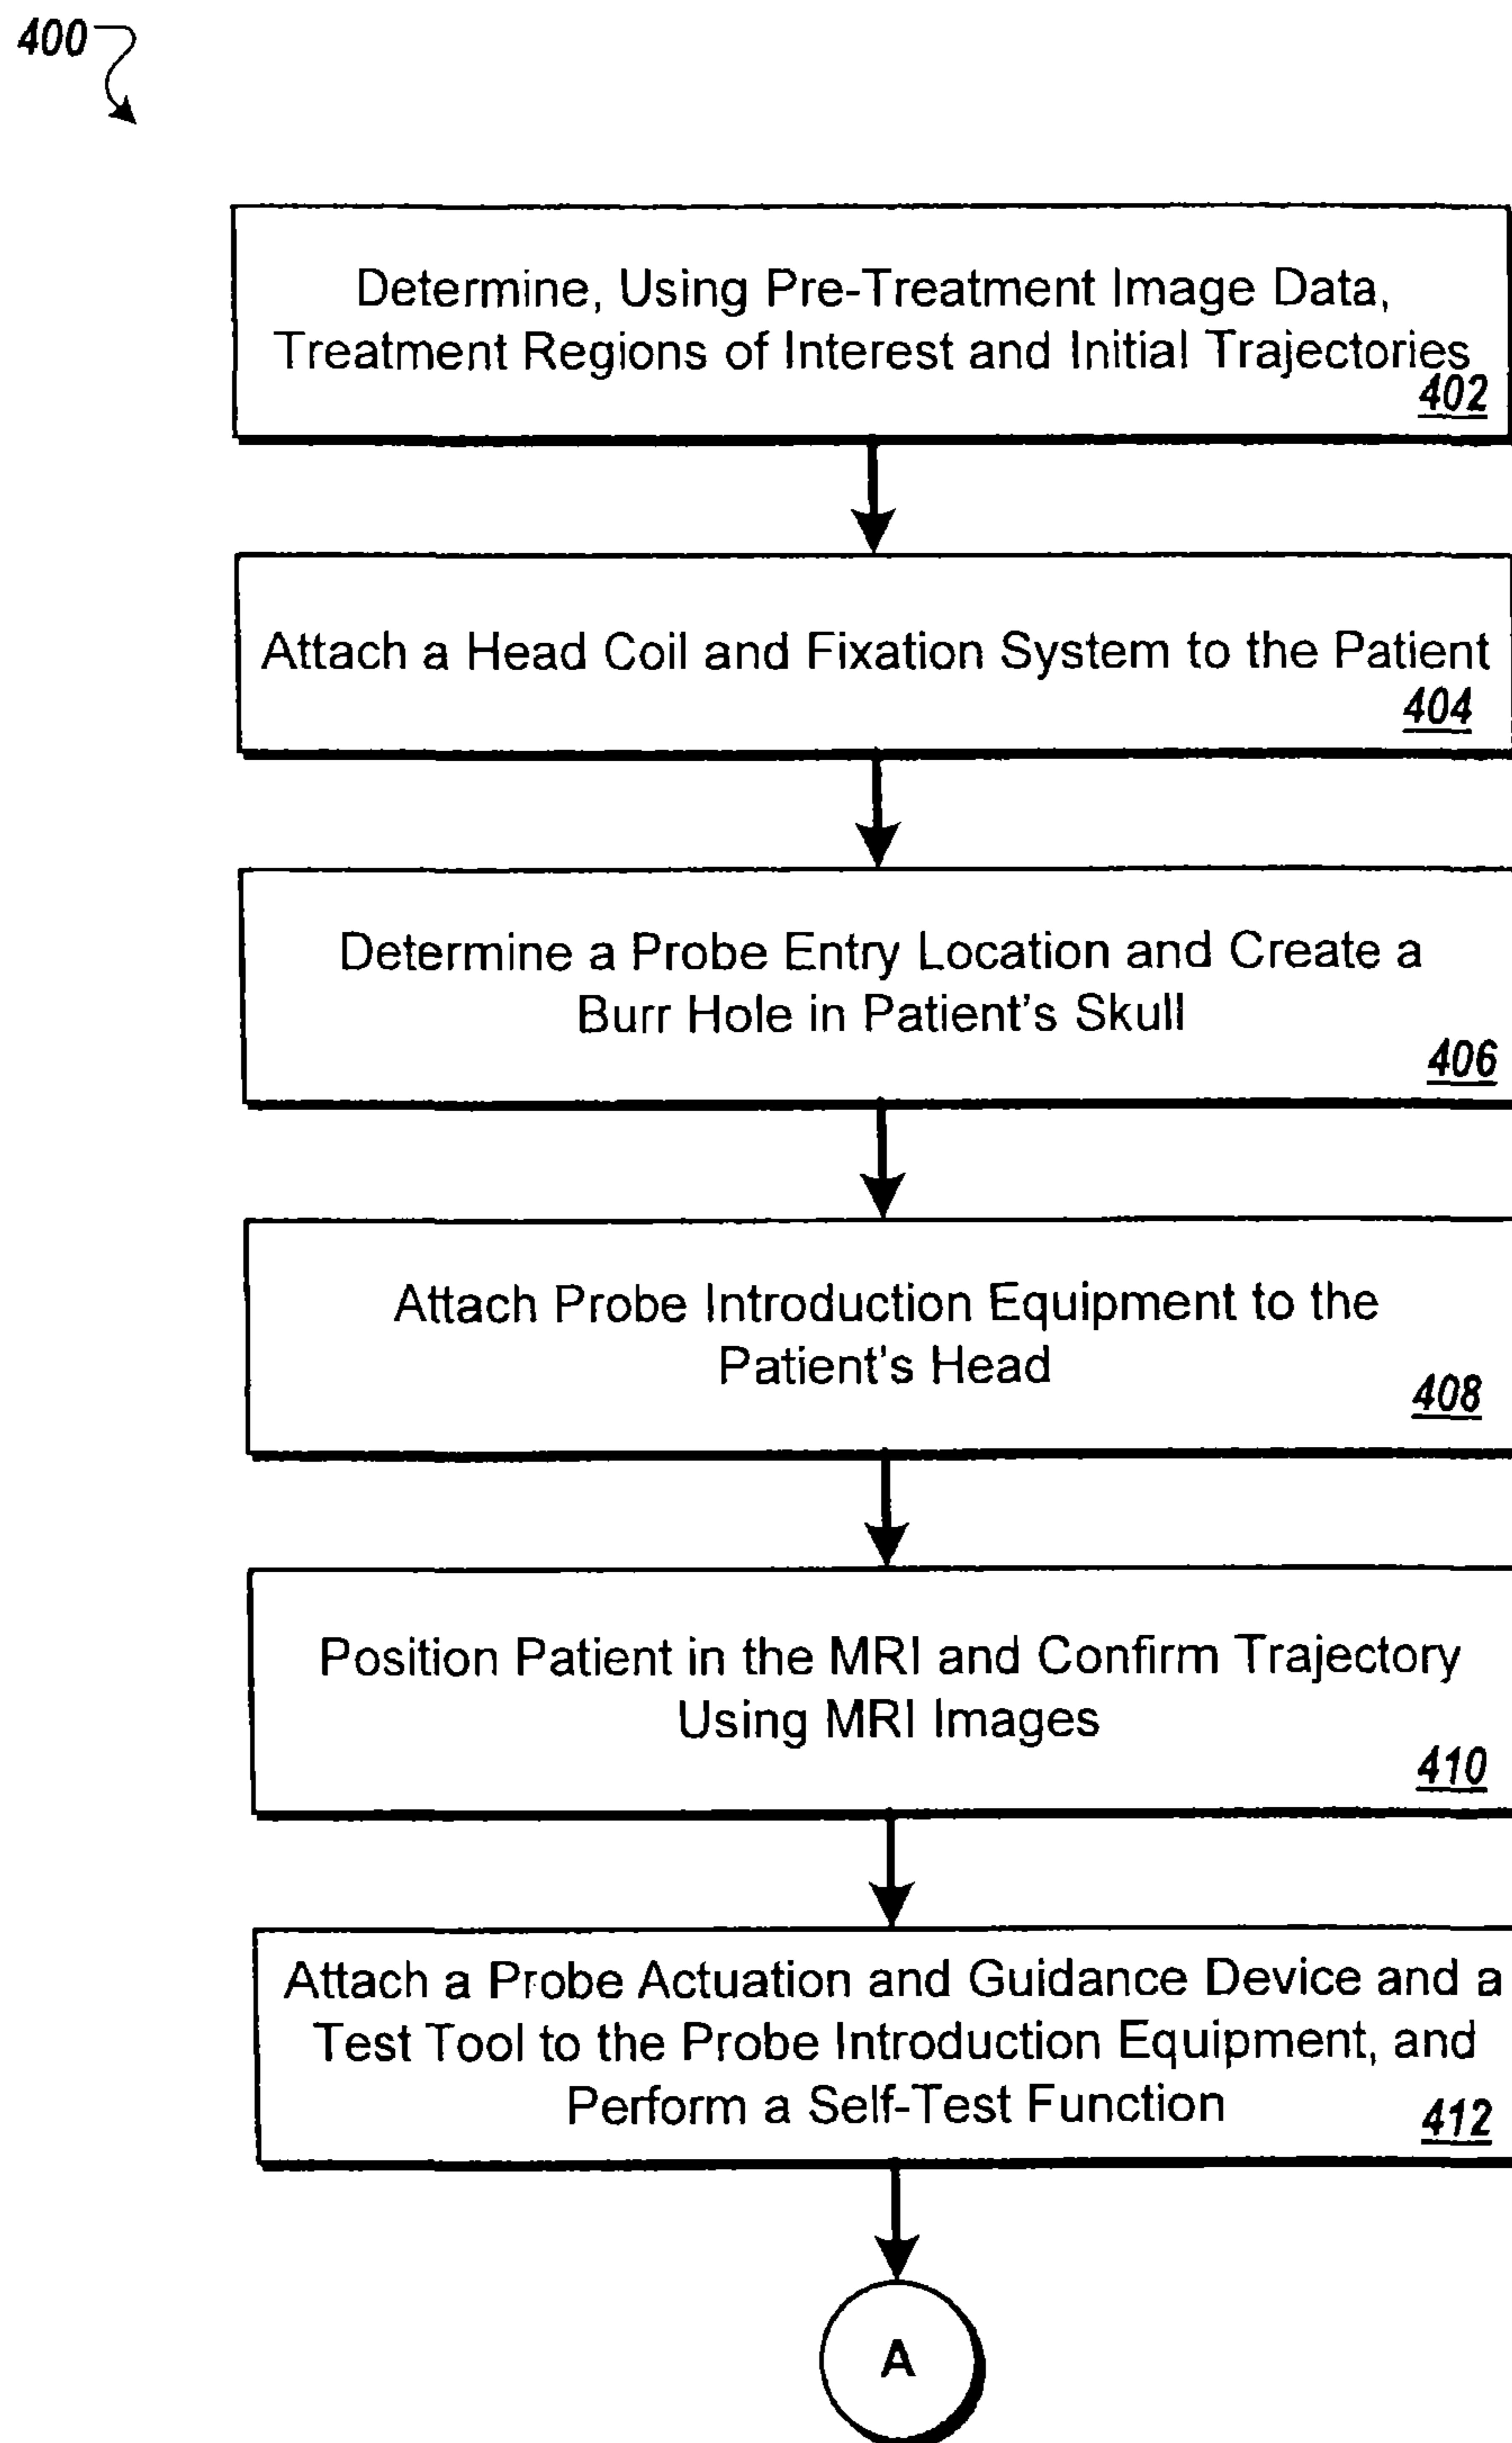 400
Determine, Using Pre-Treatment Image Data,
Treatment Regions of Interest and Initial Trajectories
402
Attach a Head Coil and Fixation System to the Patient
404
Determine a Probe Entry Location and Create a
Burr Hole in Patient's Skull
406
Attach Probe Introduction Equipment to the
Patient's Head
408
Position Patient in the MRI and Confirm Trajectory
Using MRI Images
410
Attach a Probe Actuation and Guidance Device and a
Test Tool to the Probe Introduction Equipment, and
Perform a Self-Test Function
412
A